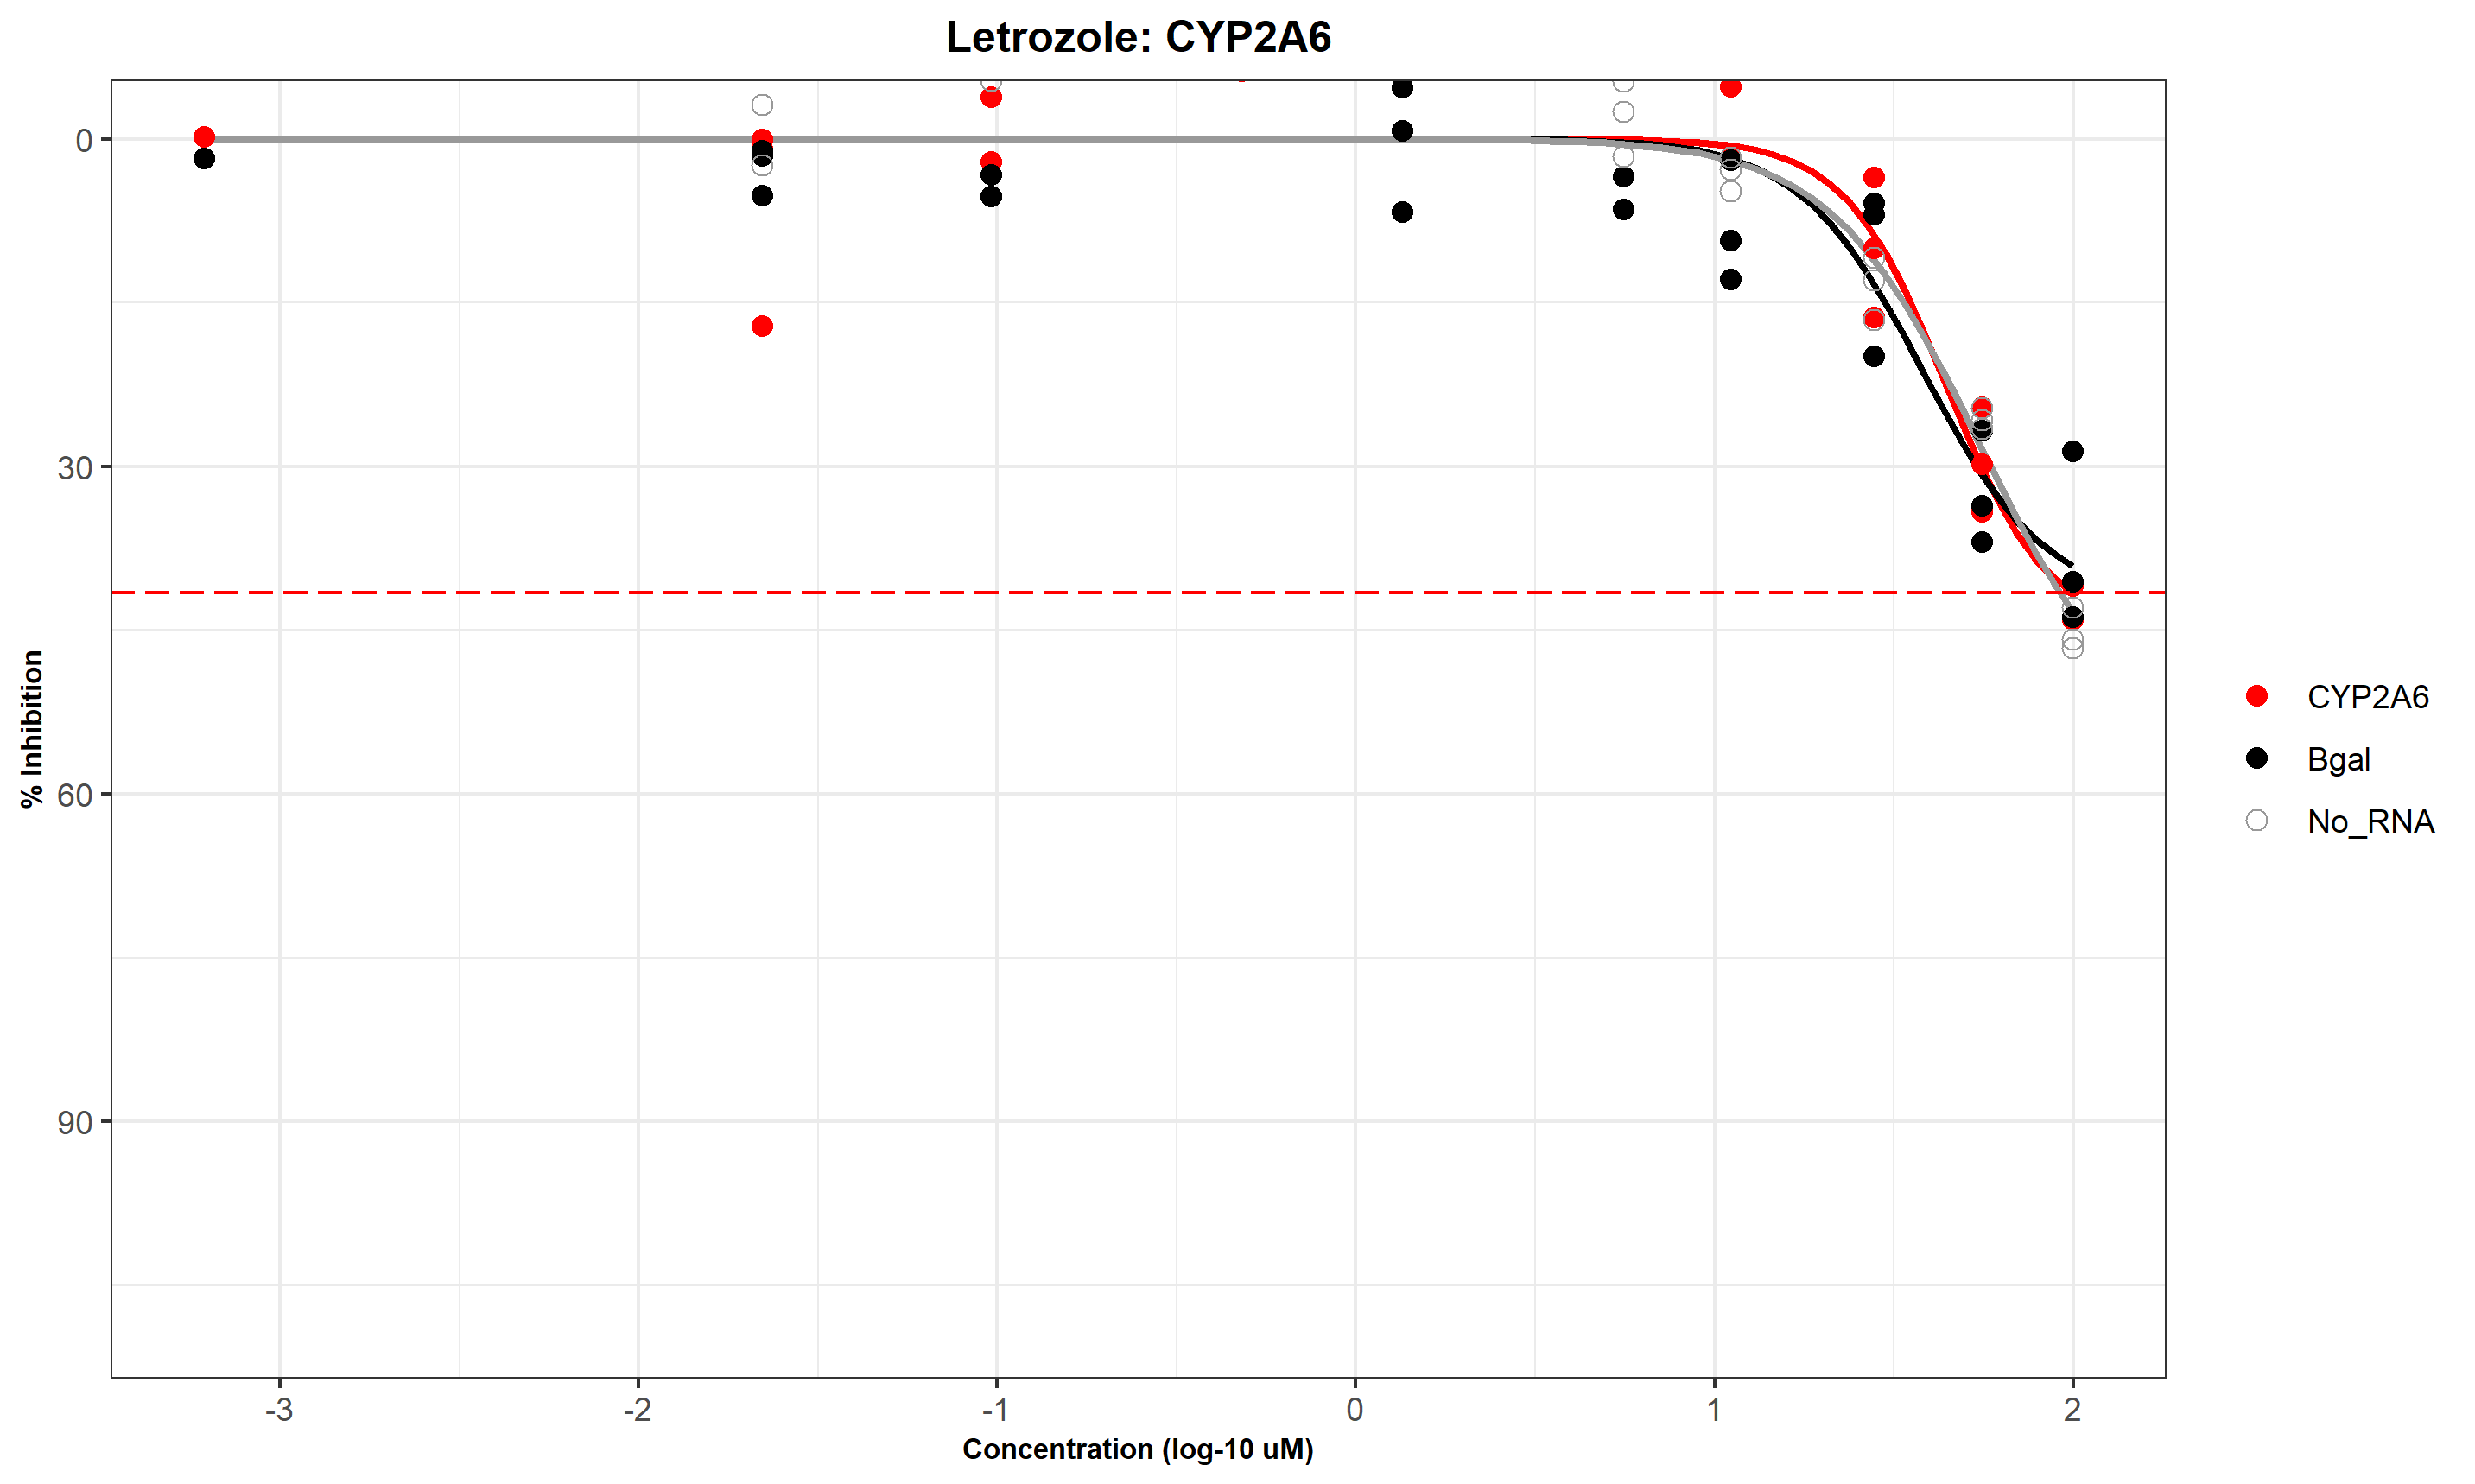 Letrozole: CYP2A6
% Inhibition
0
30
60
90
-3
-2
-1
0
1
2
Concentration (log-10 uM)
CYP2A6
Bgal
No_RNA